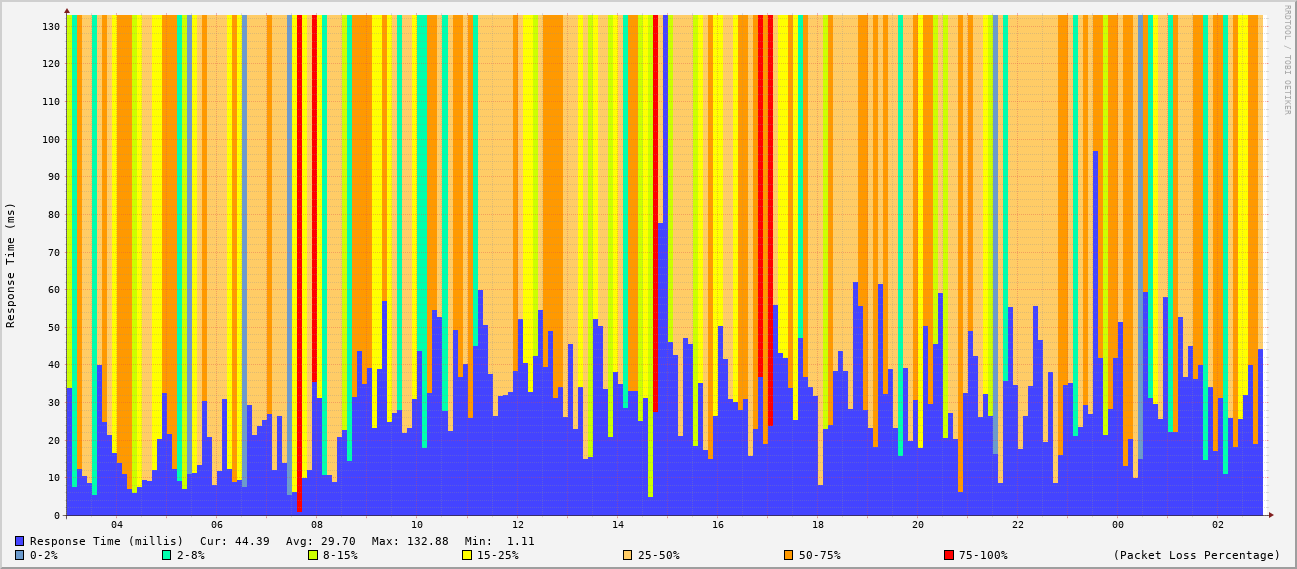 130
120
110
100
90
80
70
60
50
40
30
20
10
0
Response Time (ms)
RRDTOOL / TOBI OETIKER
04 06 08 10 12 14 16 18 20 22 00 02
Response Time (millis) Cur: 44.39 Avg: 29.70 Max: 132.88 Min: 1.11
0-2% 2-8% 8-15% 15-25% 25-50% 50-75% 75-100% (Packet Loss Percentage)